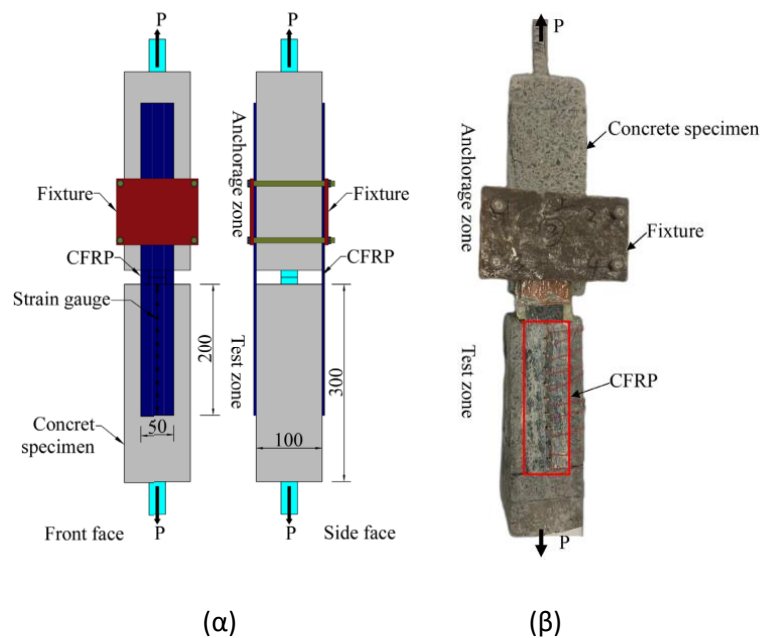 P
P
Fixture
CFRP
Strain gauge
Concret
specimen
200
50
P
Front face
Anchorage zone
Test zone
Fixture
CFRP
300
100
P
Side face
(α)
P
Anchorage zone
Test zone
Concrete specimen
Fixture
CFRP
P
(β)